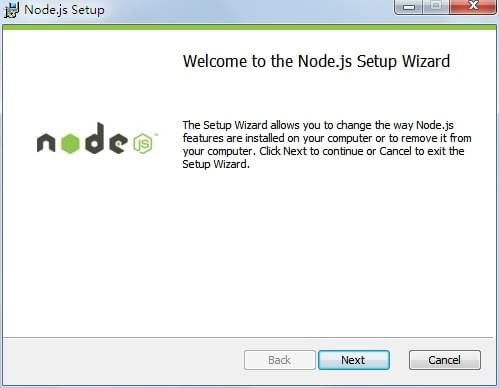 Node.js Setup
Welcome to the Node.js Setup Wizard
The Setup Wizard allows you to change the way Node.js
features are installed on your computer or to remove it from
your computer. Click Next to continue or Cancel to exit the
Setup Wizard.
node JS™
Back Next Cancel